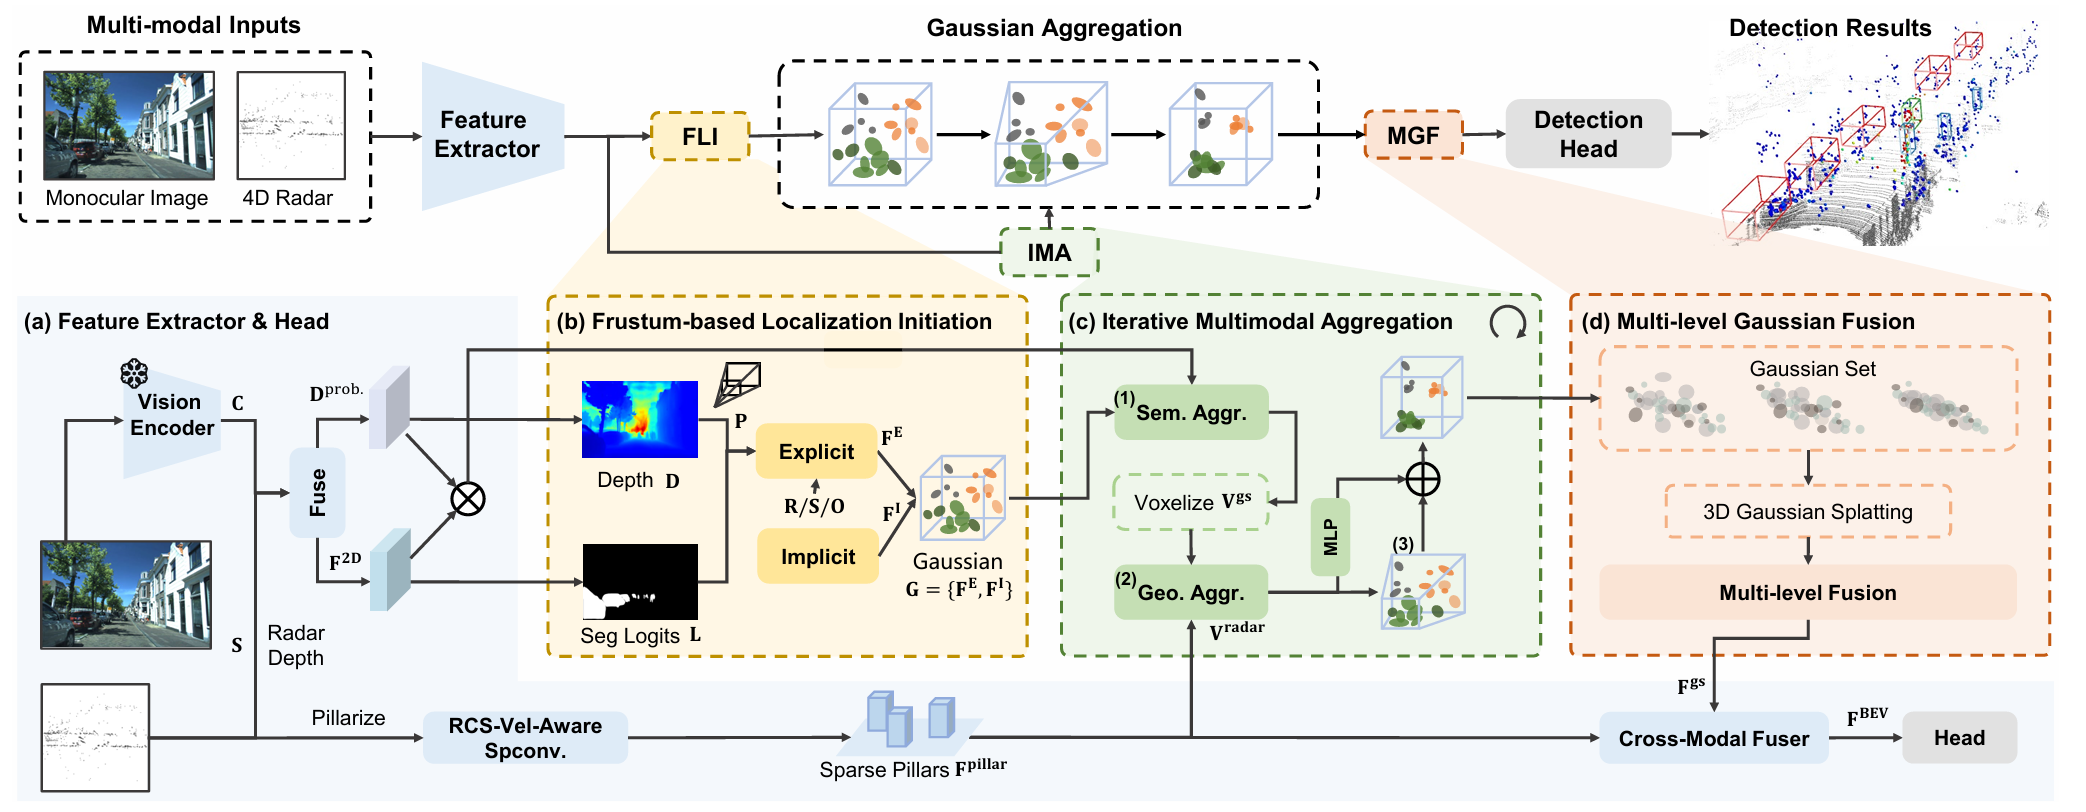 Multi-modal Inputs
Monocular Image
4D Radar
Feature
Extractor
FLI
Gaussian Aggregation
IMA
MGF
Detection
Head
Detection Results
(a) Feature Extractor & Head
Vision
Encoder
C
S
Radar
Depth
Fuse
D^prob.
F^2D
Pillarize
RCS-Vel-Aware
Spconv.
Sparse Pillars F^pillar
(b) Frustum-based Localization Initiation
Depth D
Seg Logits L
P
Explicit
R/S/O
Implicit
F^E
F^I
Gaussian
G = {F^E, F^I}
(c) Iterative Multimodal Aggregation
(1) Sem. Aggr.
Voxelize V^gs
(2) Geo. Aggr.
V^radar
MLP
(3)
(d) Multi-level Gaussian Fusion
Gaussian Set
3D Gaussian Splatting
Multi-level Fusion
F^gs
Cross-Modal Fuser
F^BEV
Head